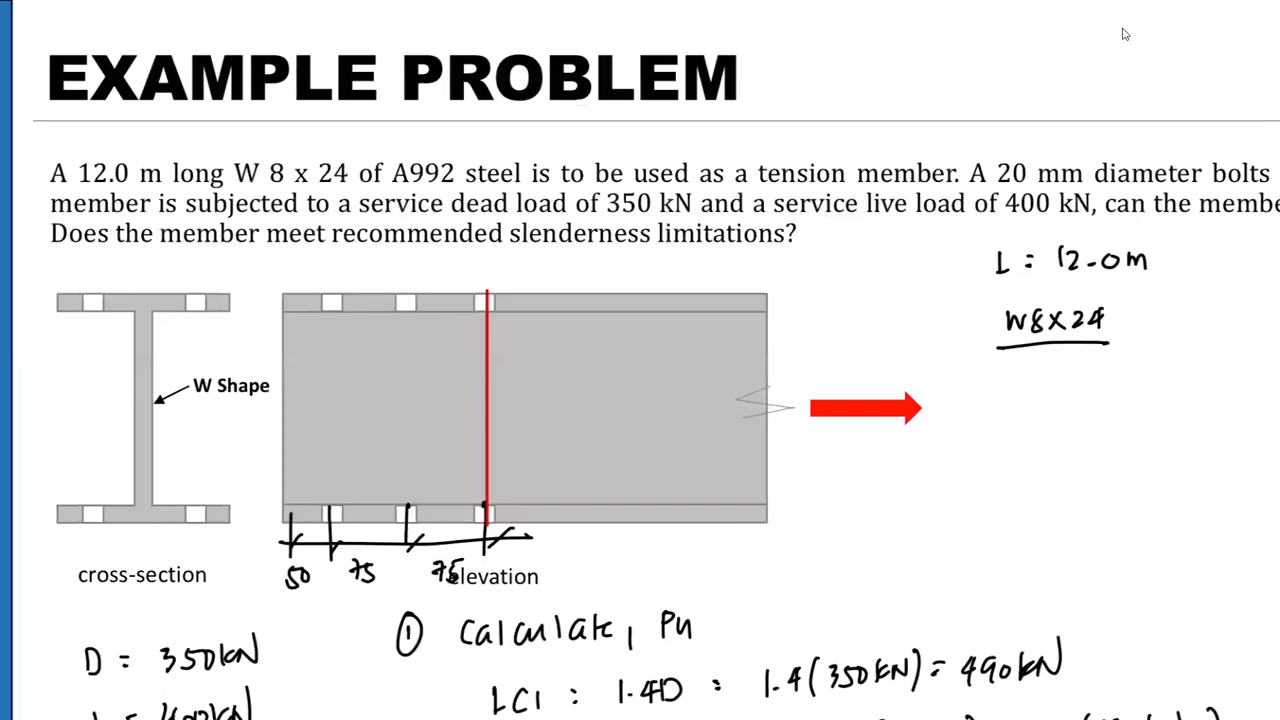 EXAMPLE PROBLEM
A 12.0 m long W 8 x 24 of A992 steel is to be used as a tension member. A 20 mm diameter bolts
member is subjected to a service dead load of 350 kN and a service live load of 400 kN, can the
Does the member meet recommended slenderness limitations?
L = 12.0m
W8X24
W Shape
50
75
75
cross-section
elevation
① Calculate, Pu
D = 350kN
LC1 : 1.4D = 1.4(350kN) = 490kN